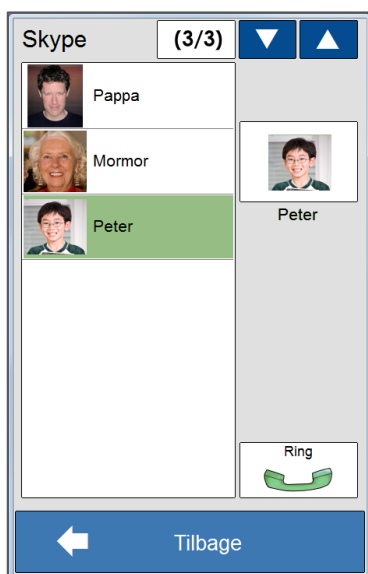 Skype
(3/3)
Pappa
Mormor
Peter
Peter
Ring
Tilbage